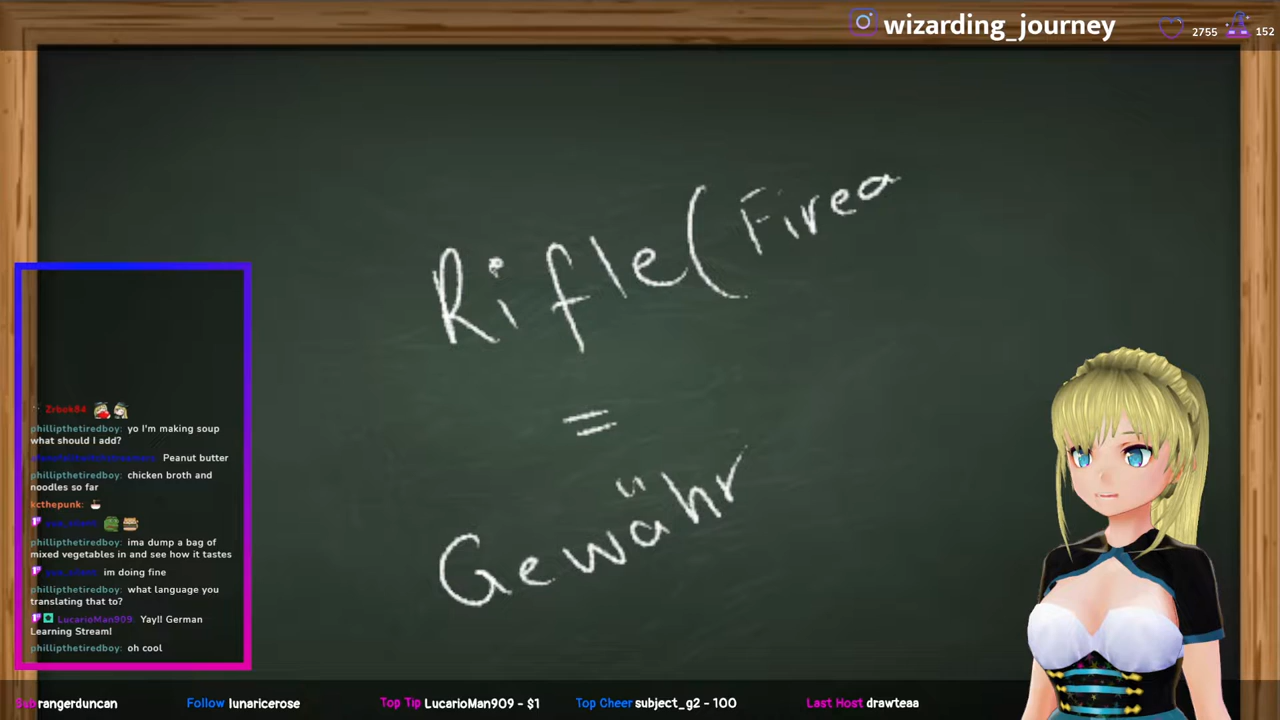 wizarding_journey
2755
152
Rifle(Firea
=
Gewähr
Zrbok84
phillipthetiredboy: yo I'm making soup
what should I add?
Peanut butter
phillipthetiredboy: chicken broth and
noodles so far
kcthepunk:
phillipthetiredboy: ima dump a bag of
mixed vegetables in and see how it tastes
im doing fine
phillipthetiredboy: what language you
translating that to?
LucarioMan909: Yay!! German
Learning Stream!
phillipthetiredboy: oh cool
Sub rangerduncan
Follow lunaricerose
Top Tip LucarioMan909 - $1
Top Cheer subject_g2 - 100
Last Host drawteaa